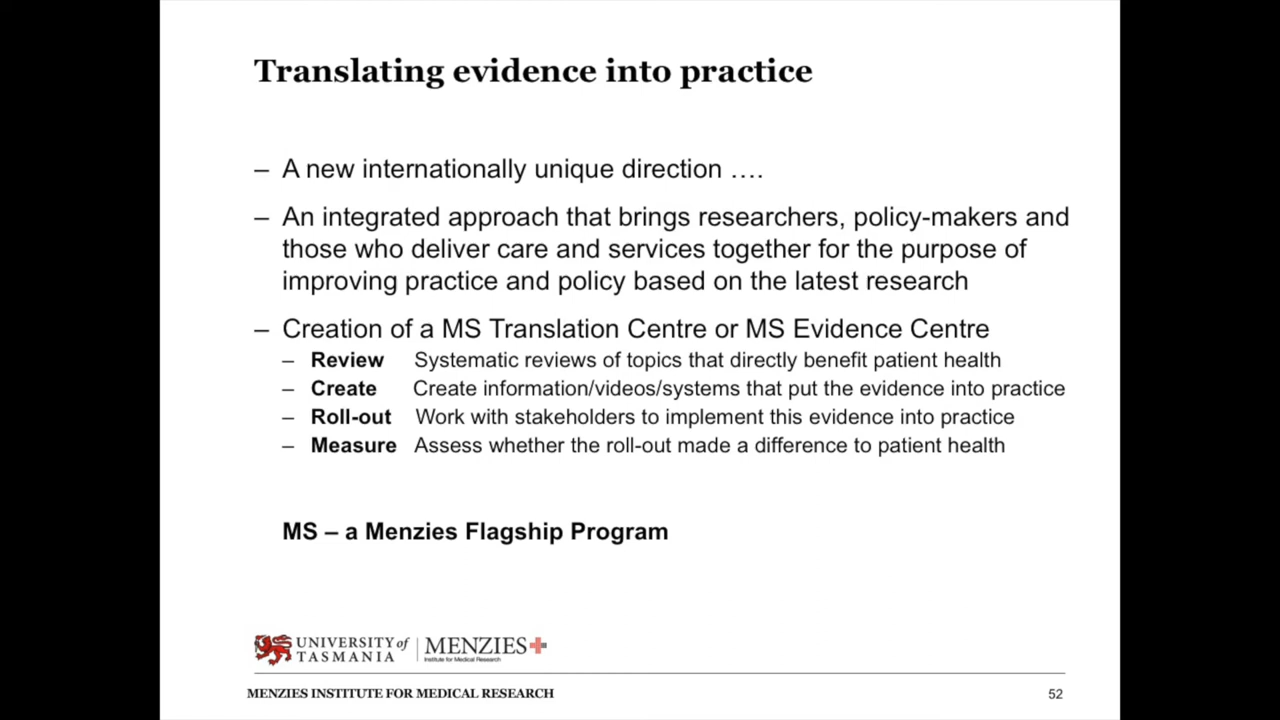 Translating evidence into practice
– A new internationally unique direction ….
– An integrated approach that brings researchers, policy-makers and
those who deliver care and services together for the purpose of
improving practice and policy based on the latest research
– Creation of a MS Translation Centre or MS Evidence Centre
– Review Systematic reviews of topics that directly benefit patient health
– Create Create information/videos/systems that put the evidence into practice
– Roll-out Work with stakeholders to implement this evidence into practice
– Measure Assess whether the roll-out made a difference to patient health
MS – a Menzies Flagship Program
UNIVERSITY of
TASMANIA
MENZIES
Institute for Medical Research
MENZIES INSTITUTE FOR MEDICAL RESEARCH
52